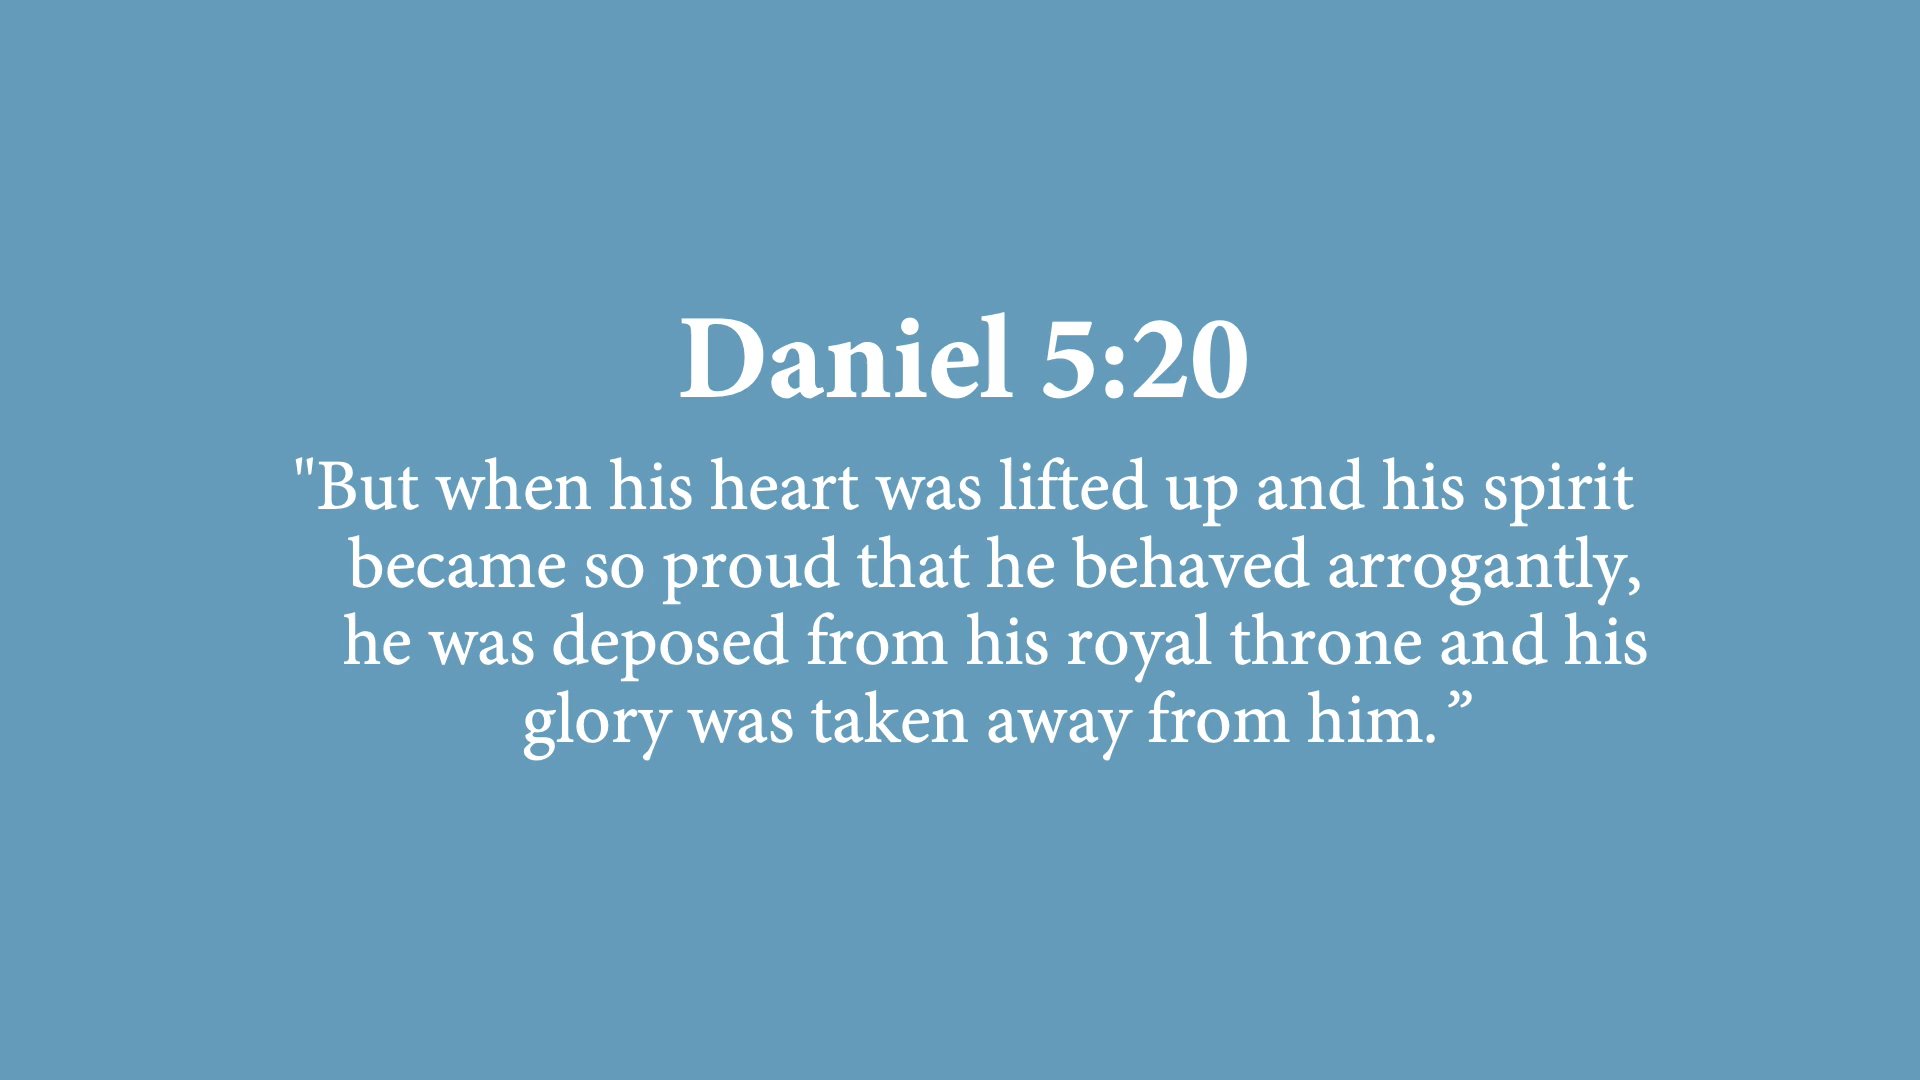 Daniel 5:20
"But when his heart was lifted up and his spirit
became so proud that he behaved arrogantly,
he was deposed from his royal throne and his
glory was taken away from him.”